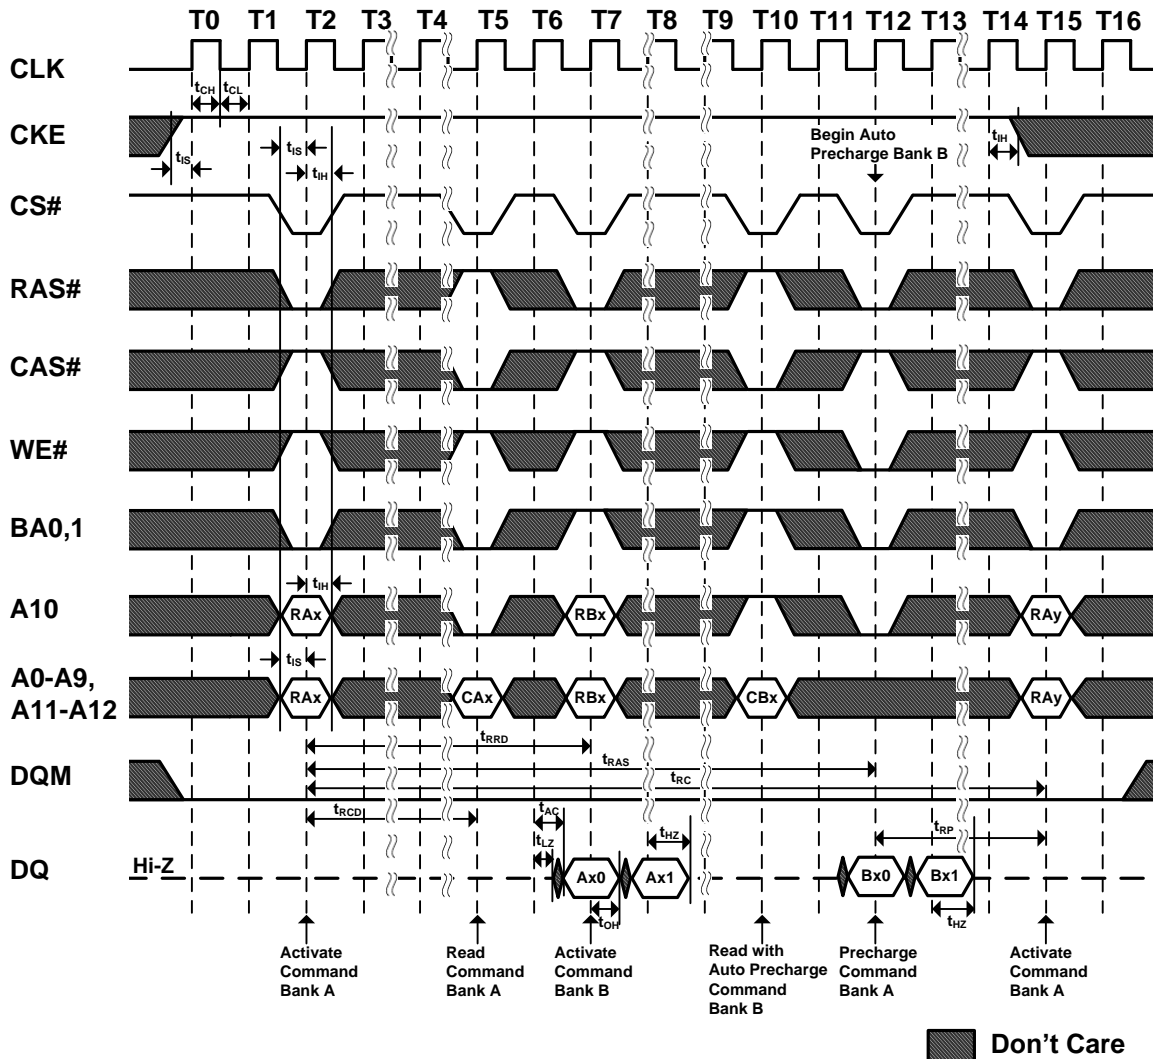 T0 T1 T2 T3 T4 T5 T6 T7 T8 T9 T10 T11 T12 T13 T14 T15 T16
CLK
tCH tCL
CKE
tIS
tIS
tIH
Begin Auto
Precharge Bank B
tIH
CS#
RAS#
CAS#
WE#
BA0,1
tIH
A10
RAx RBx RAy
tIS
A0-A9,
A11-A12
RAx CAx RBx CBx RAy
tRRD
tRAS
tRC
DQM
tRCD
tAC
tLZ
tHZ
tRP
DQ
Hi-Z
Ax0 Ax1 Bx0 Bx1
tOH
tHZ
Activate
Command
Bank A
Read
Command
Bank A
Activate
Command
Bank B
Read with
Auto Precharge
Command
Bank B
Precharge
Command
Bank A
Activate
Command
Bank A
Don't Care